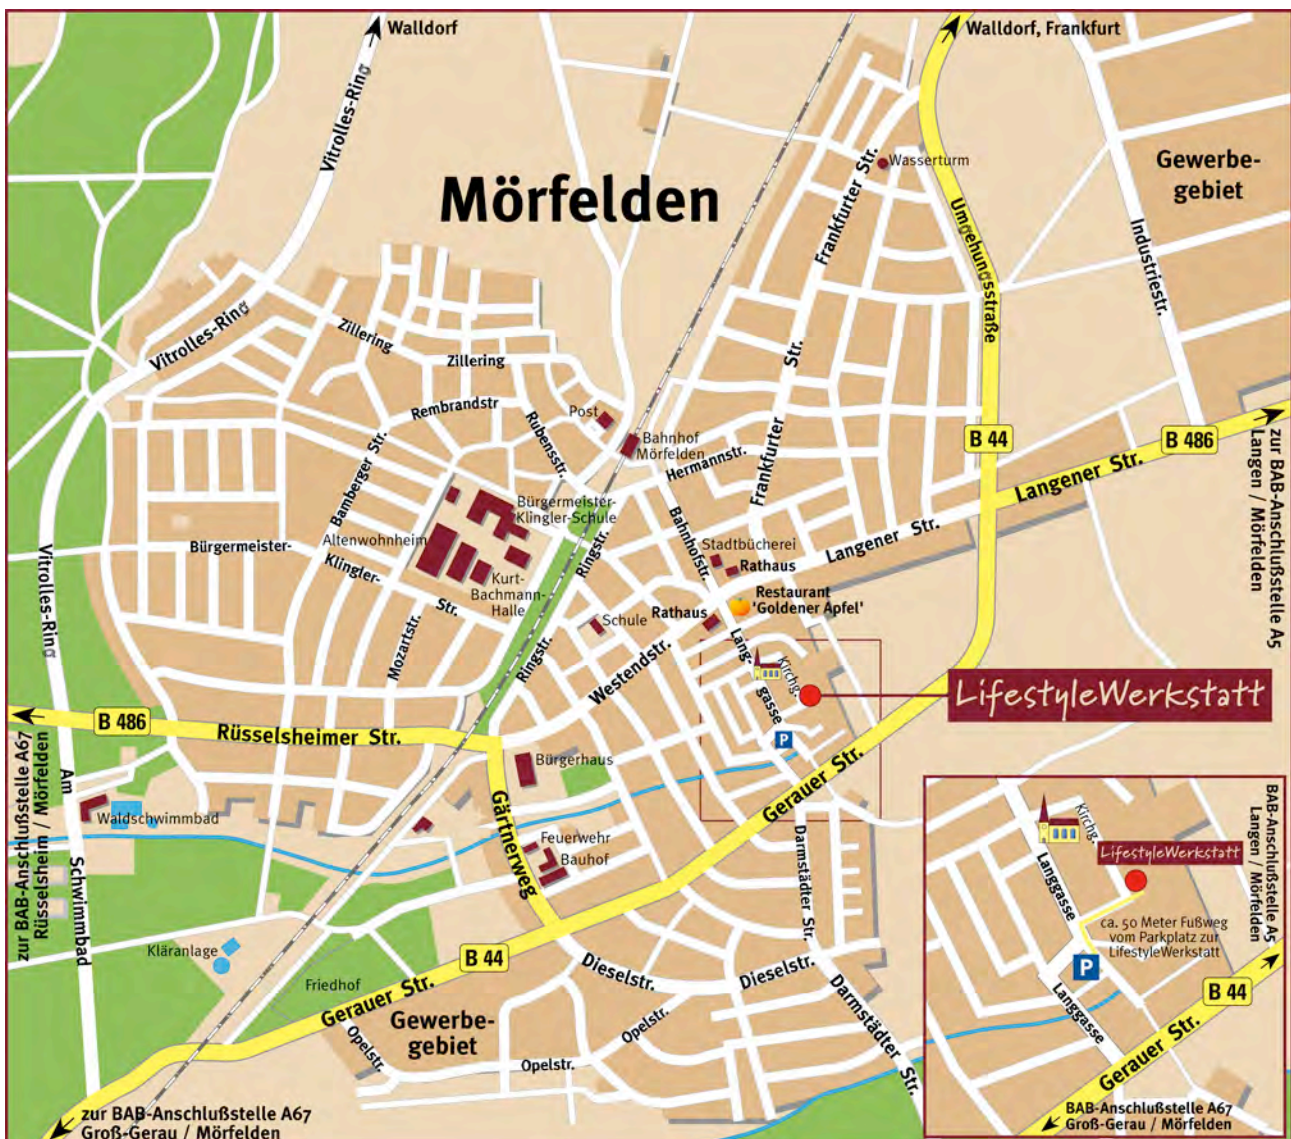 Walldorf
Walldorf, Frankfurt
Vitrolles-Ring
Wasserturm
Gewerbe-
gebiet
Mörfelden
Frankfurter Str.
Umgehungsstraße
Industriestr.
Vitrolles-Ring
Zillering
Zillering
Rembrandtstr
Rubensstr.
Post
Bahnhof
Mörfelden
Hermannstr.
Frankfurter
Str.
B 44
B 486
Langener Str.
zur BAB-Anschlußstelle A5
Langen / Mörfelden
Bamberger Str.
Bürgermeister-
Klingler-Schule
Altenwohnheim
Kurt-
Bachmann-
Halle
Bürgermeister-
Klingler-
Str.
Mozartstr.
Ringstr.
Ringstr.
Bahnhofstr.
Stadtbücherei
Rathaus
Langener Str.
Restaurant
'Goldener Apfel'
Rathaus
Schule
Westendstr.
Lang-
gasse
Kirchg.
LifestyleWerkstatt
P
Vitrolles-Ring
B 486
Rüsselsheimer Str.
zur BAB-Anschlußstelle A67
Rüsselsheim / Mörfelden
Am
Schwimmbad
Waldschwimmbad
Bürgerhaus
Gärtnerweg
Feuerwehr
Bauhof
Gerauer Str.
Darmstädter Str.
Kläranlage
Friedhof
B 44
Gerauer Str.
Dieselstr.
Dieselstr.
Darmstädter Str.
Gewerbe-
gebiet
Opelstr.
Opelstr.
Opelstr.
zur BAB-Anschlußstelle A67
Groß-Gerau / Mörfelden
Kirchg.
LifestyleWerkstatt
BAB-Anschlußstelle A5
Langen / Mörfelden
Langgasse
ca. 50 Meter Fußweg
vom Parkplatz zur
LifestyleWerkstatt
P
Langgasse
B 44
Gerauer Str.
BAB-Anschlußstelle A67
Groß-Gerau / Mörfelden